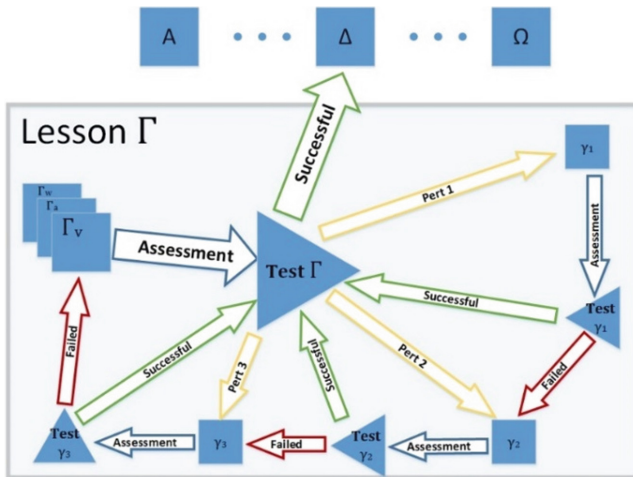 Α • • • • Δ • • • • Ω
Lesson Γ
Successful
Γw
Γa
Γv
Assessment
Test Γ
Pert 1
γ₁
Assessment
Successful
Test
γ₁
Failed
Successful
Failed
Pert 3
Successful
Pert 2
Test
γ₃
Assessment
γ₃
Failed
Test
γ₂
Assessment
γ₂